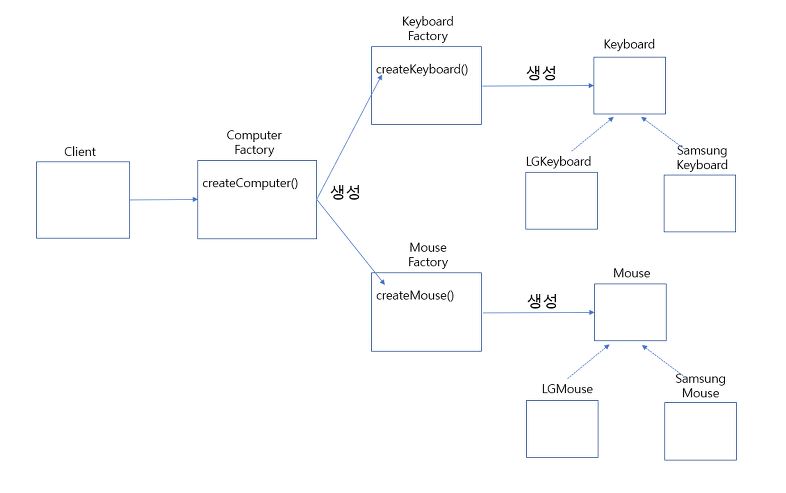 Client
Computer
Factory
createComputer()
생성
Keyboard
Factory
createKeyboard()
생성
Keyboard
LGKeyboard
Samsung
Keyboard
Mouse
Factory
createMouse()
생성
Mouse
LGMouse
Samsung
Mouse